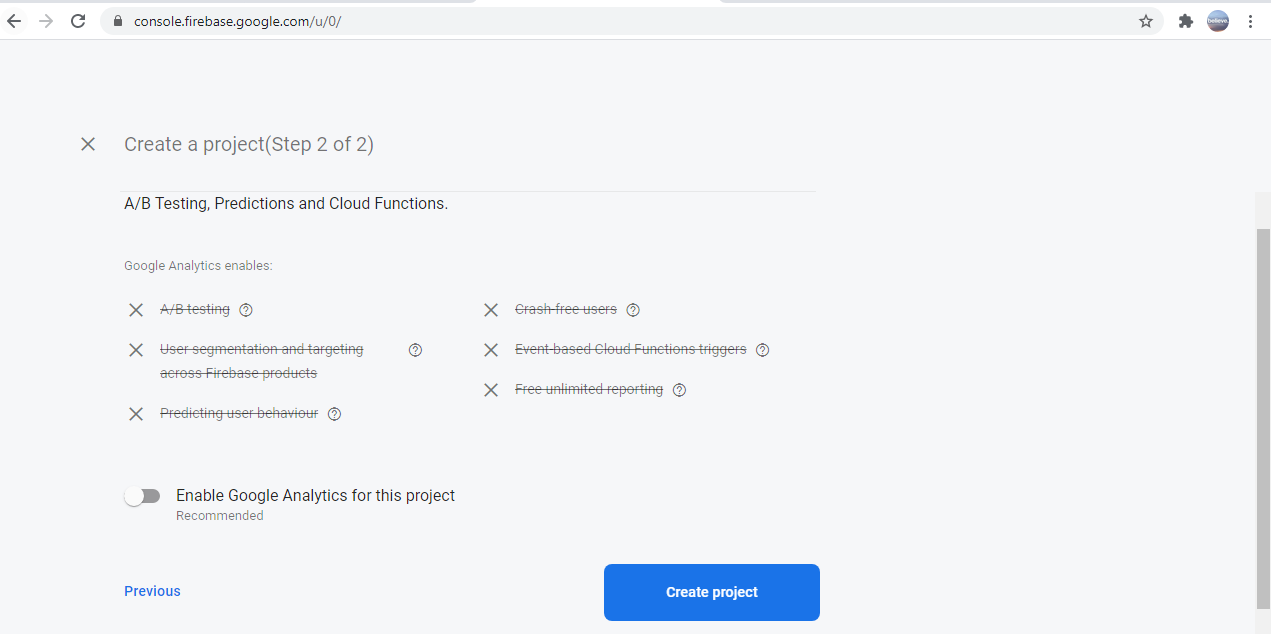 console.firebase.google.com/u/0/
believe.
Create a project(Step 2 of 2)
A/B Testing, Predictions and Cloud Functions.
Google Analytics enables:
A/B testing
User segmentation and targeting
across Firebase products
Predicting user behaviour
Crash-free users
Event-based Cloud Functions triggers
Free unlimited reporting
Enable Google Analytics for this project
Recommended
Previous
Create project